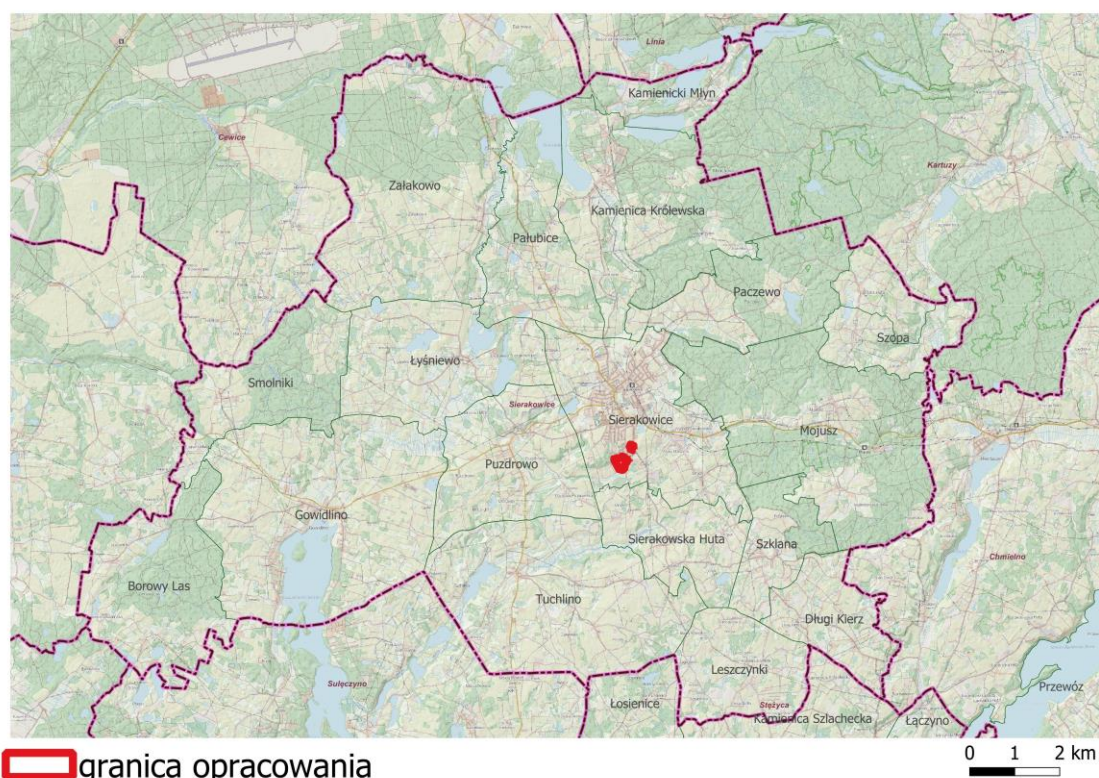 Linia
Kamienicki Młyn
Cewice
Kartuzy
Załakowo
Kamienica Królewska
Pałubice
Paczewo
Szopa
Łyśniewo
Smolniki
Sierakowice
Sierakowice
Mojusz
Puzdrowo
Gowidlino
Sierakowska Huta
Szklana
Chmielno
Borowy Las
Tuchlino
Długi Kierz
Leszczynki
Sulęczyno
Przewóz
Łosienice
Stężyca
Kamienica Szlachecka
Łączyno
granica opracowania
0 1 2 km